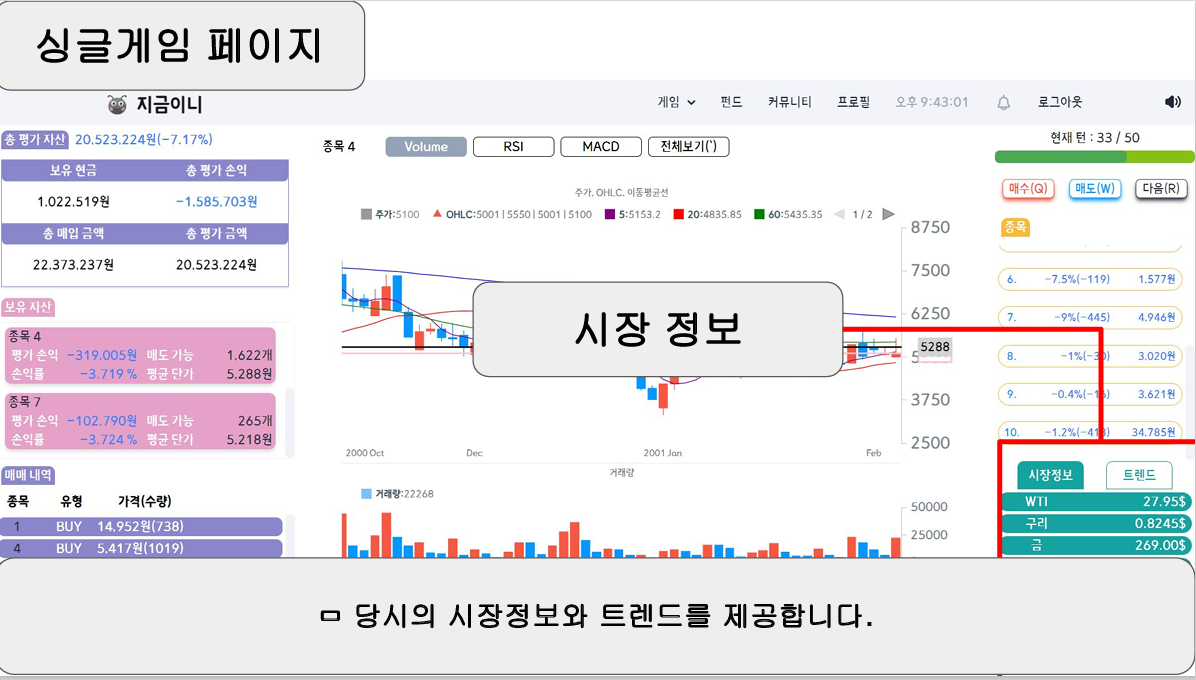 싱글게임 페이지
지금이니
게임 펀드 커뮤니티 프로필 오후 9:43:01 로그아웃
총 평가 자산 20.523.224원(-7.17%)
보유 현금 총 평가 손익
1.022.519원 -1.585.703원
총 매입 금액 총 평가 금액
22.373.237원 20.523.224원
보유 자산
종목 4
평가 손익 -319.005원 매도 가능 1.622개
손익률 -3.719 % 평균 단가 5.288원
종목 7
평가 손익 -102.790원 매도 가능 265개
손익률 -3.724 % 평균 단가 5.218원
매매 내역
종목 유형 가격(수량)
1 BUY 14.952원(738)
4 BUY 5.417원(1019)
종목 4 Volume RSI MACD 전체보기(`)
주가, OHLC, 이동평균선
주가:5100 OHLC:5001 | 5550 | 5001 | 5100 5:5153.2 20:4835.85 60:5435.35 1 / 2
8750
7500
6250
5288
3750
2500
2000 Oct Dec 2001 Jan Feb
시장 정보
거래량
거래량:22268
50000
25000
현재 턴 : 33 / 50
매수(Q) 매도(W) 다음(R)
종목
6. -7.5%(-119) 1.577원
7. -9%(-445) 4.946원
8. -1%(-30) 3.020원
9. -0.4%(-16) 3.621원
10. -1.2%(-418) 34.785원
시장정보 트렌드
WTI 27.95$
구리 0.8245$
금 269.00$
ㅁ 당시의 시장정보와 트렌드를 제공합니다.